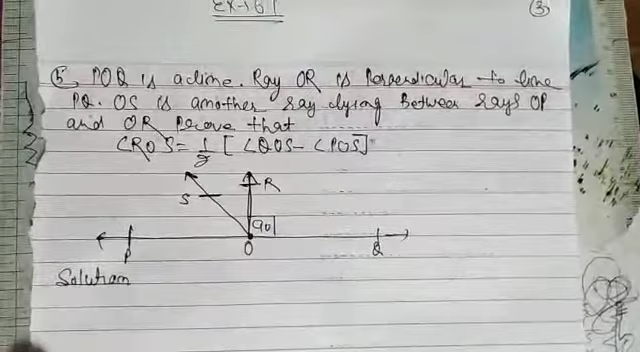 Ex-6.1
(3)
(5) POQ is a line. Ray OR is Perpendicular to line
PQ. OS is another ray lying Between rays OP
and OR Prove that
∠ROS = 1/2 [∠QOS - ∠POS]
S R
90
P O Q
Solution